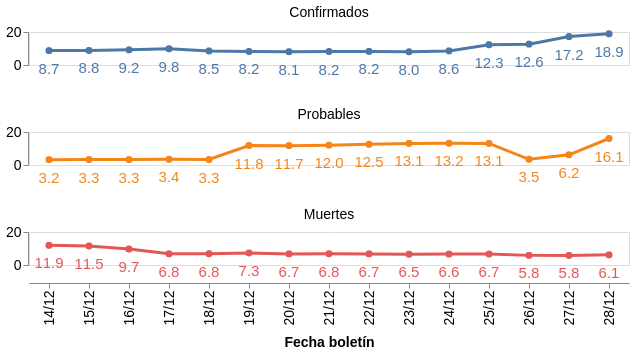 Confirmados
20
0
8.7 8.8 9.2 9.8 8.5 8.2 8.1 8.2 8.2 8.0 8.6 12.3 12.6 17.2 18.9
Probables
20
0
3.2 3.3 3.3 3.4 3.3 11.8 11.7 12.0 12.5 13.1 13.2 13.1 3.5 6.2 16.1
Muertes
20
0
11.9 11.5 9.7 6.8 6.8 7.3 6.7 6.8 6.7 6.5 6.6 6.7 5.8 5.8 6.1
14/12 15/12 16/12 17/12 18/12 19/12 20/12 21/12 22/12 23/12 24/12 25/12 26/12 27/12 28/12
Fecha boletín